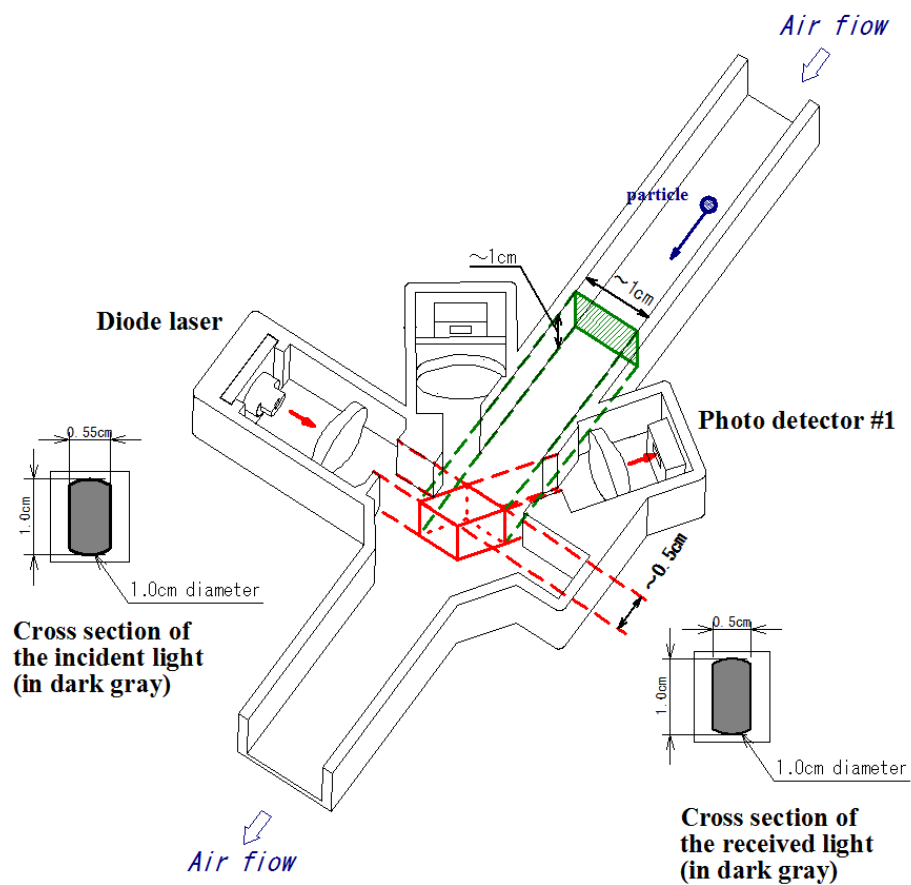 Air fiow
particle
~1cm
~1cm
Diode laser
Photo detector #1
0.55cm
1.0cm
1.0cm diameter
~0.5cm
Cross section of
the incident light
(in dark gray)
0.5cm
1.0cm
1.0cm diameter
Cross section of
the received light
(in dark gray)
Air fiow